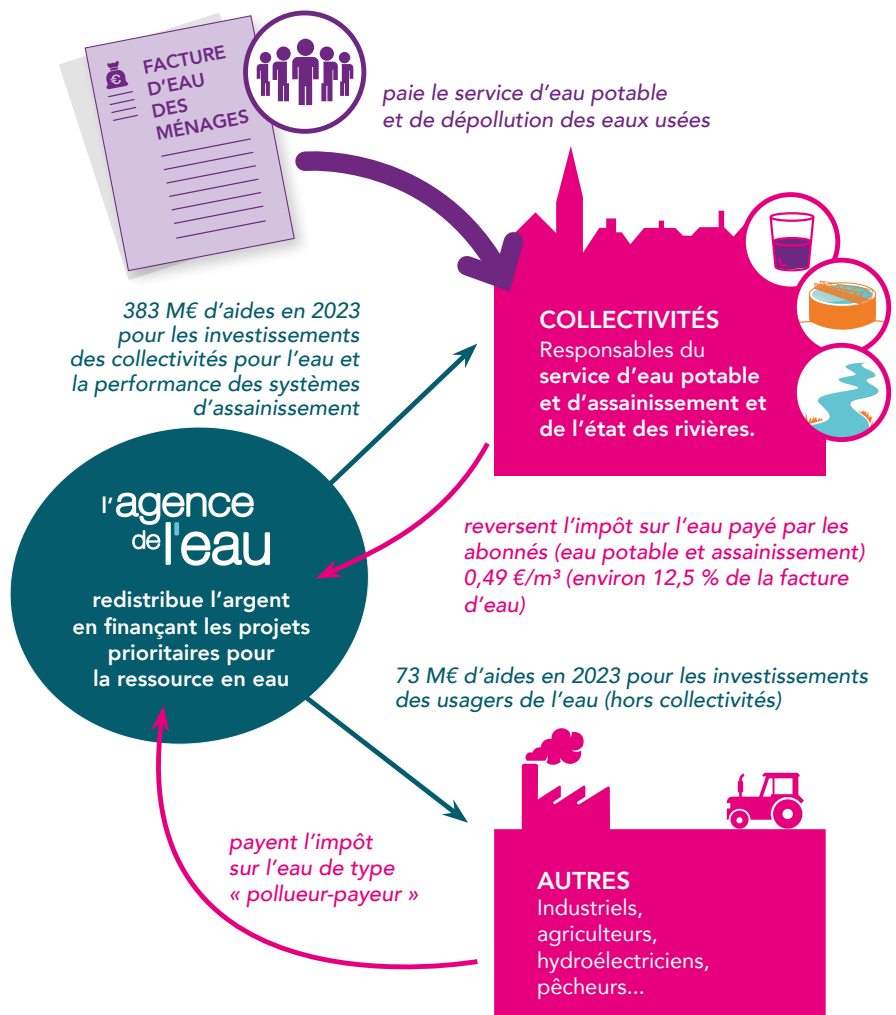 FACTURE
D'EAU
DES
MÉNAGES
paie le service d'eau potable
et de dépollution des eaux usées
383 M€ d'aides en 2023
pour les investissements
des collectivités pour l'eau et
la performance des systèmes
d'assainissement
COLLECTIVITÉS
Responsables du
service d'eau potable
et d'assainissement et
de l'état des rivières.
l'agence
de l'eau
redistribue l'argent
en finançant les projets
prioritaires pour
la ressource en eau
reversent l'impôt sur l'eau payé par les
abonnés (eau potable et assainissement)
0,49 €/m³ (environ 12,5 % de la facture
d'eau)
73 M€ d'aides en 2023 pour les investissements
des usagers de l'eau (hors collectivités)
payent l'impôt
sur l'eau de type
« pollueur-payeur »
AUTRES
Industriels,
agriculteurs,
hydroélectriciens,
pêcheurs...